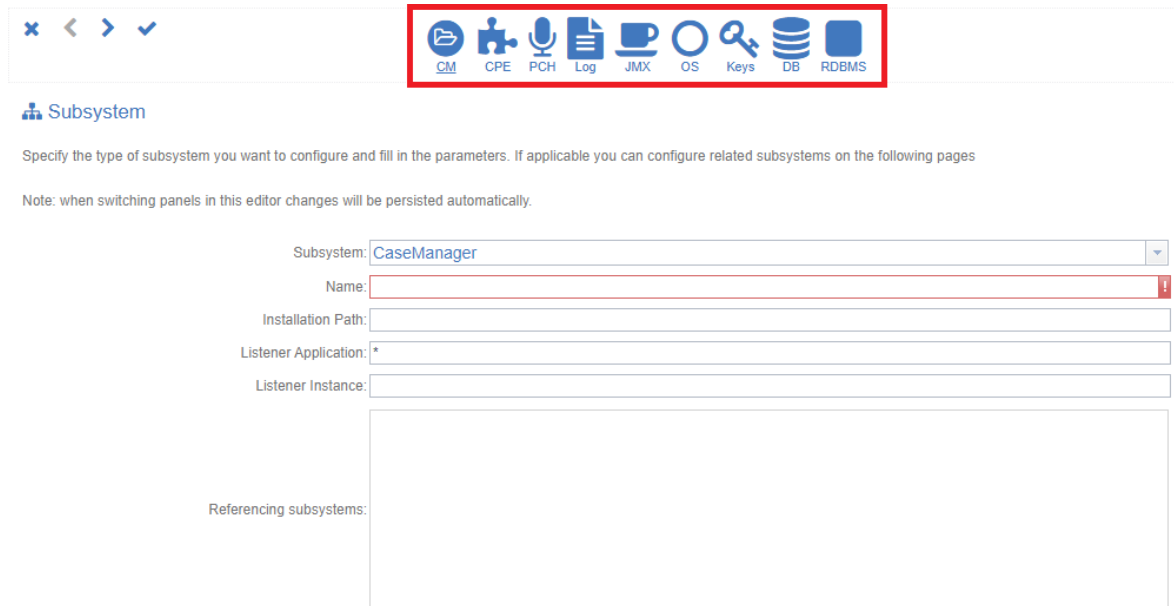 CM CPE PCH Log JMX OS Keys DB RDBMS
Subsystem
Specify the type of subsystem you want to configure and fill in the parameters. If applicable you can configure related subsystems on the following pages
Note: when switching panels in this editor changes will be persisted automatically.
Subsystem: CaseManager
Name: !
Installation Path:
Listener Application: *
Listener Instance:
Referencing subsystems: